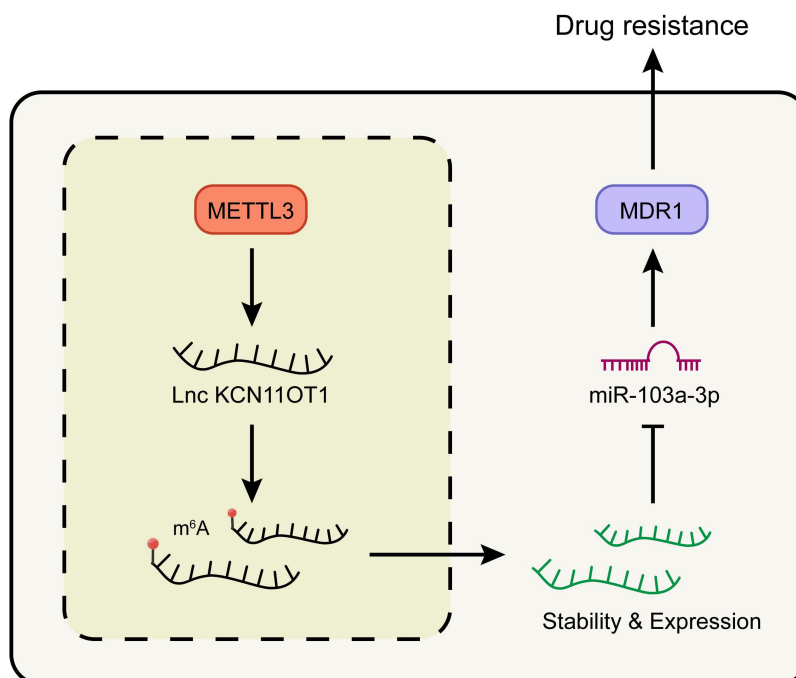 Drug resistance
METTL3
MDR1
Lnc KCN11OT1
miR-103a-3p
m⁶A
Stability & Expression